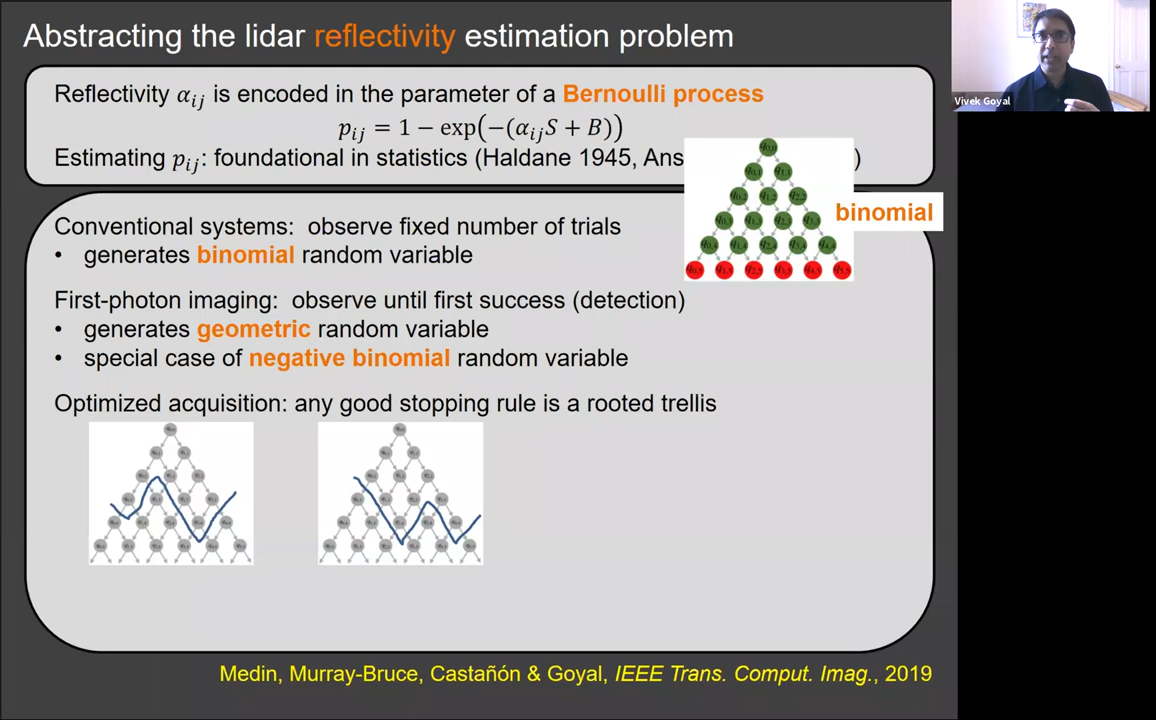 Abstracting the lidar reflectivity estimation problem
Vivek Goyal
Reflectivity αᵢⱼ is encoded in the parameter of a Bernoulli process
pᵢⱼ = 1 − exp(−(αᵢⱼS + B))
Estimating pᵢⱼ: foundational in statistics (Haldane 1945, Ans )
binomial
Conventional systems: observe fixed number of trials
• generates binomial random variable
First-photon imaging: observe until first success (detection)
• generates geometric random variable
• special case of negative binomial random variable
Optimized acquisition: any good stopping rule is a rooted trellis
Medin, Murray-Bruce, Castañón & Goyal, IEEE Trans. Comput. Imag., 2019